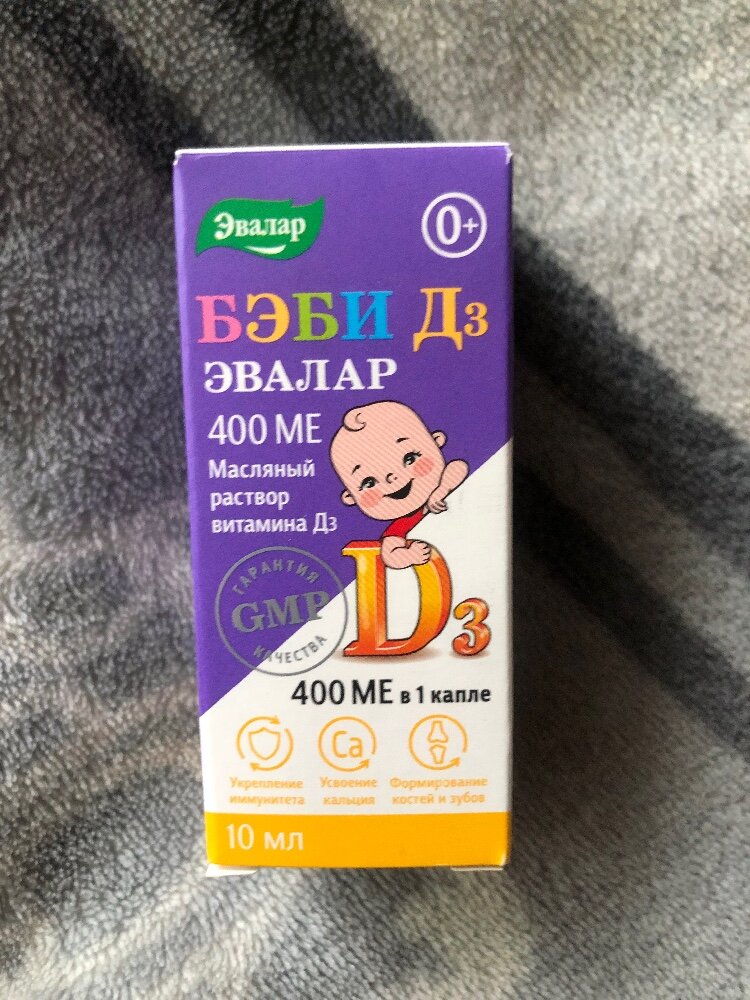 Эвалар
0+
БЭБИ Д3
ЭВАЛАР
400 МЕ
Масляный
раствор
витамина Д3
ГАРАНТИЯ
GMP
КАЧЕСТВА
D3
400 МЕ в 1 капле
Ca
Укрепление
иммунитета
Усвоение
кальция
Формирование
костей и зубов
10 мл